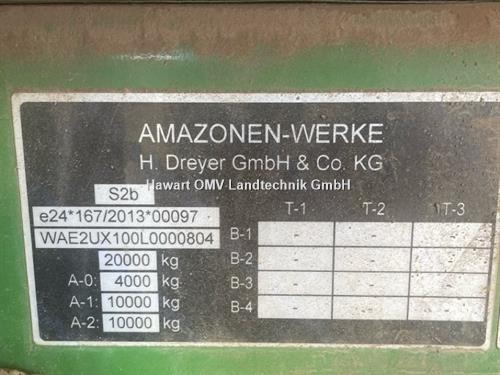 AMAZONEN-WERKE
H. Dreyer GmbH & Co. KG
Hawart OMV Landtechnik GmbH
S2b
e24*167/2013*00097
WAE2UX100L0000804
20000 kg
A-0: 4000 kg
A-1: 10000 kg
A-2: 10000 kg
T-1 T-2 T-3
B-1 - - -
B-2 - - -
B-3 - - -
B-4 - - -